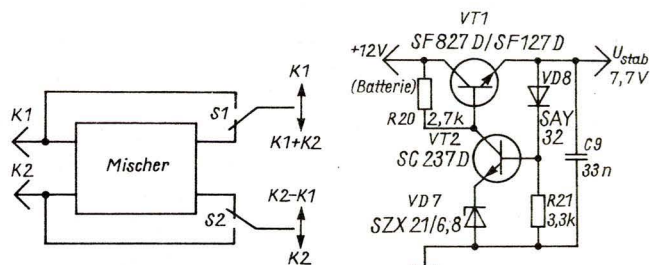 K1
K2
Mischer
S1
S2
K1
K1+K2
K2-K1
K2
VT1
SF827D/SF127D
+12V
(Batterie)
R20
2,7k
VT2
SC237D
VD7
SZX 21/6,8
VD8
SAY
32
R21
3,3k
C9
33n
Ustab
7,7V